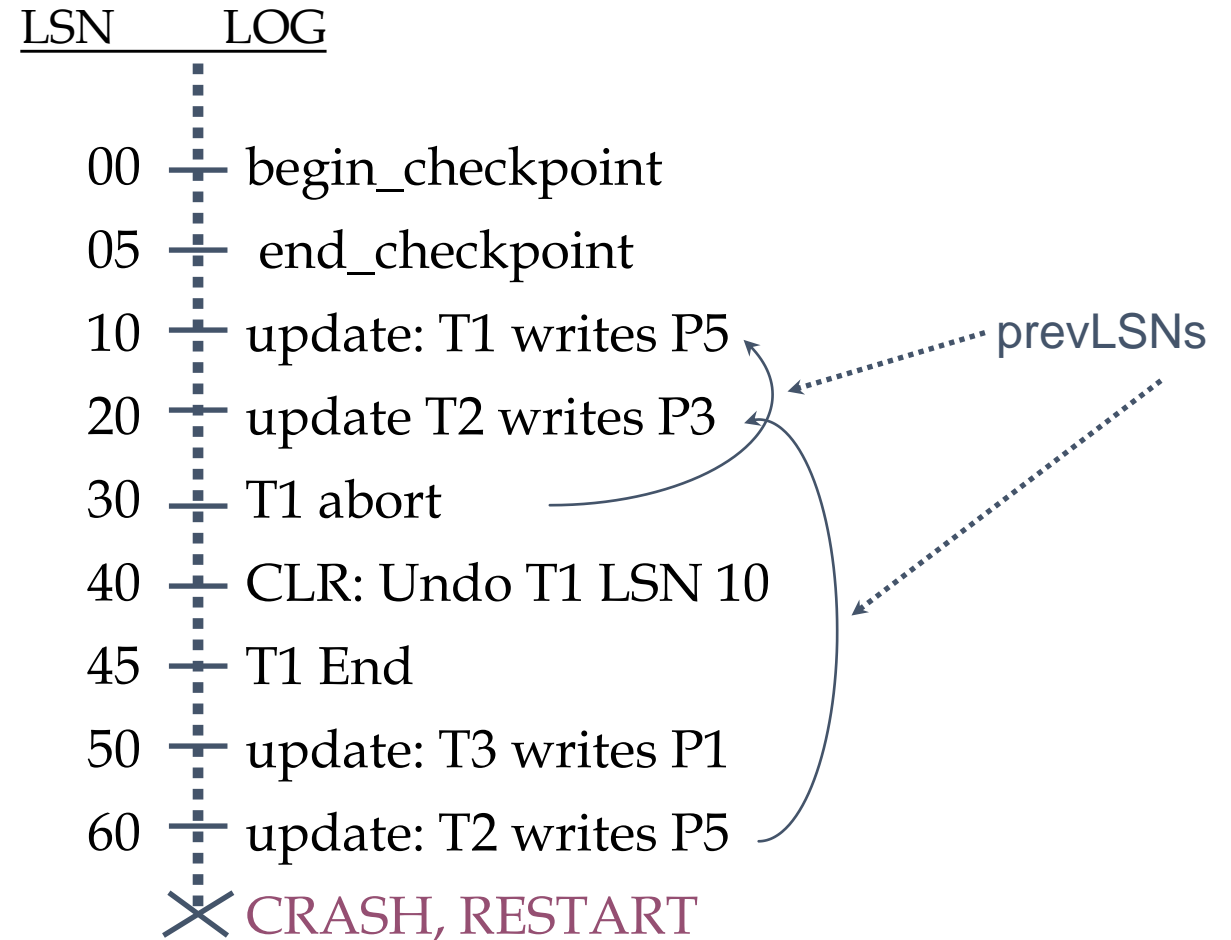 LSN LOG
00 begin_checkpoint
05 end_checkpoint
10 update: T1 writes P5
prevLSNs
20 update T2 writes P3
30 T1 abort
40 CLR: Undo T1 LSN 10
45 T1 End
50 update: T3 writes P1
60 update: T2 writes P5
CRASH, RESTART